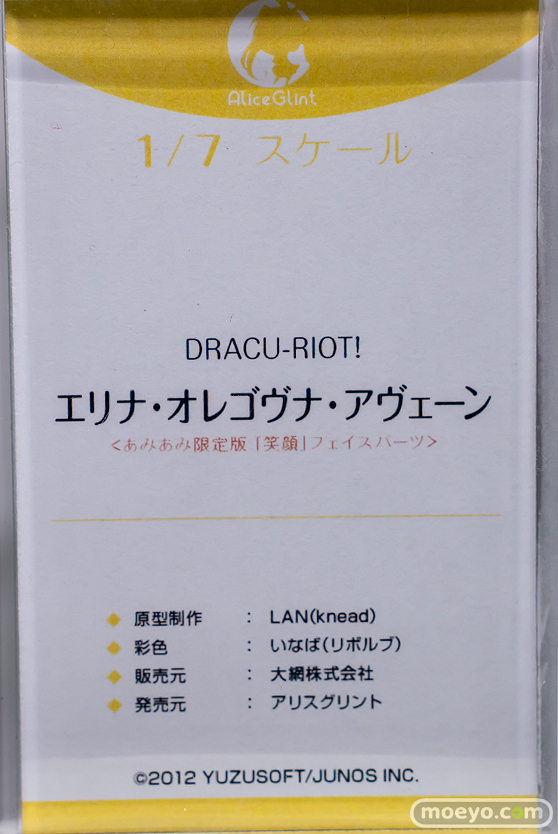 AliceGlint
1/7 スケール
DRACU-RIOT!
エリナ・オレゴヴナ・アヴェーン
<あみあみ限定版「笑顔」フェイスパーツ>
◆ 原型制作 : LAN(knead)
◆ 彩色 : いなば(リボルブ)
◆ 販売元 : 大網株式会社
◆ 発売元 : アリスグリント
©2012 YUZUSOFT/JUNOS INC.
moeyo.com